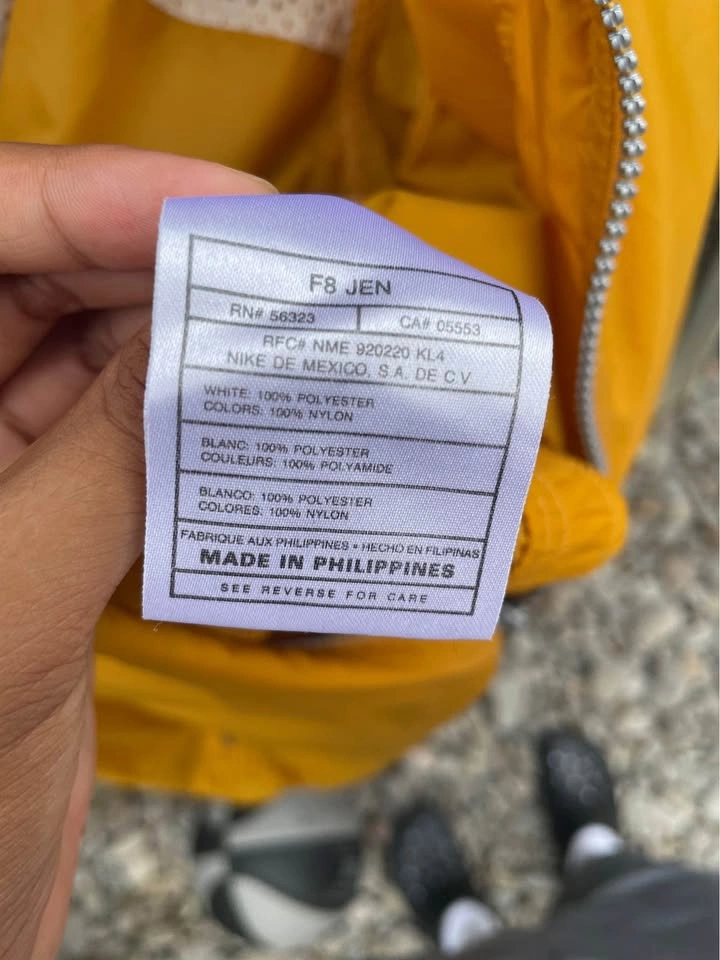 F8 JEN
RN# 56323 CA# 05553
RFC# NME 920220 KL4
NIKE DE MEXICO, S.A. DE C.V
WHITE: 100% POLYESTER
COLORS: 100% NYLON
BLANC: 100% POLYESTER
COULEURS: 100% POLYAMIDE
BLANCO: 100% POLYESTER
COLORES: 100% NYLON
FABRIQUE AUX PHILIPPINES • HECHO EN FILIPINAS
MADE IN PHILIPPINES
SEE REVERSE FOR CARE